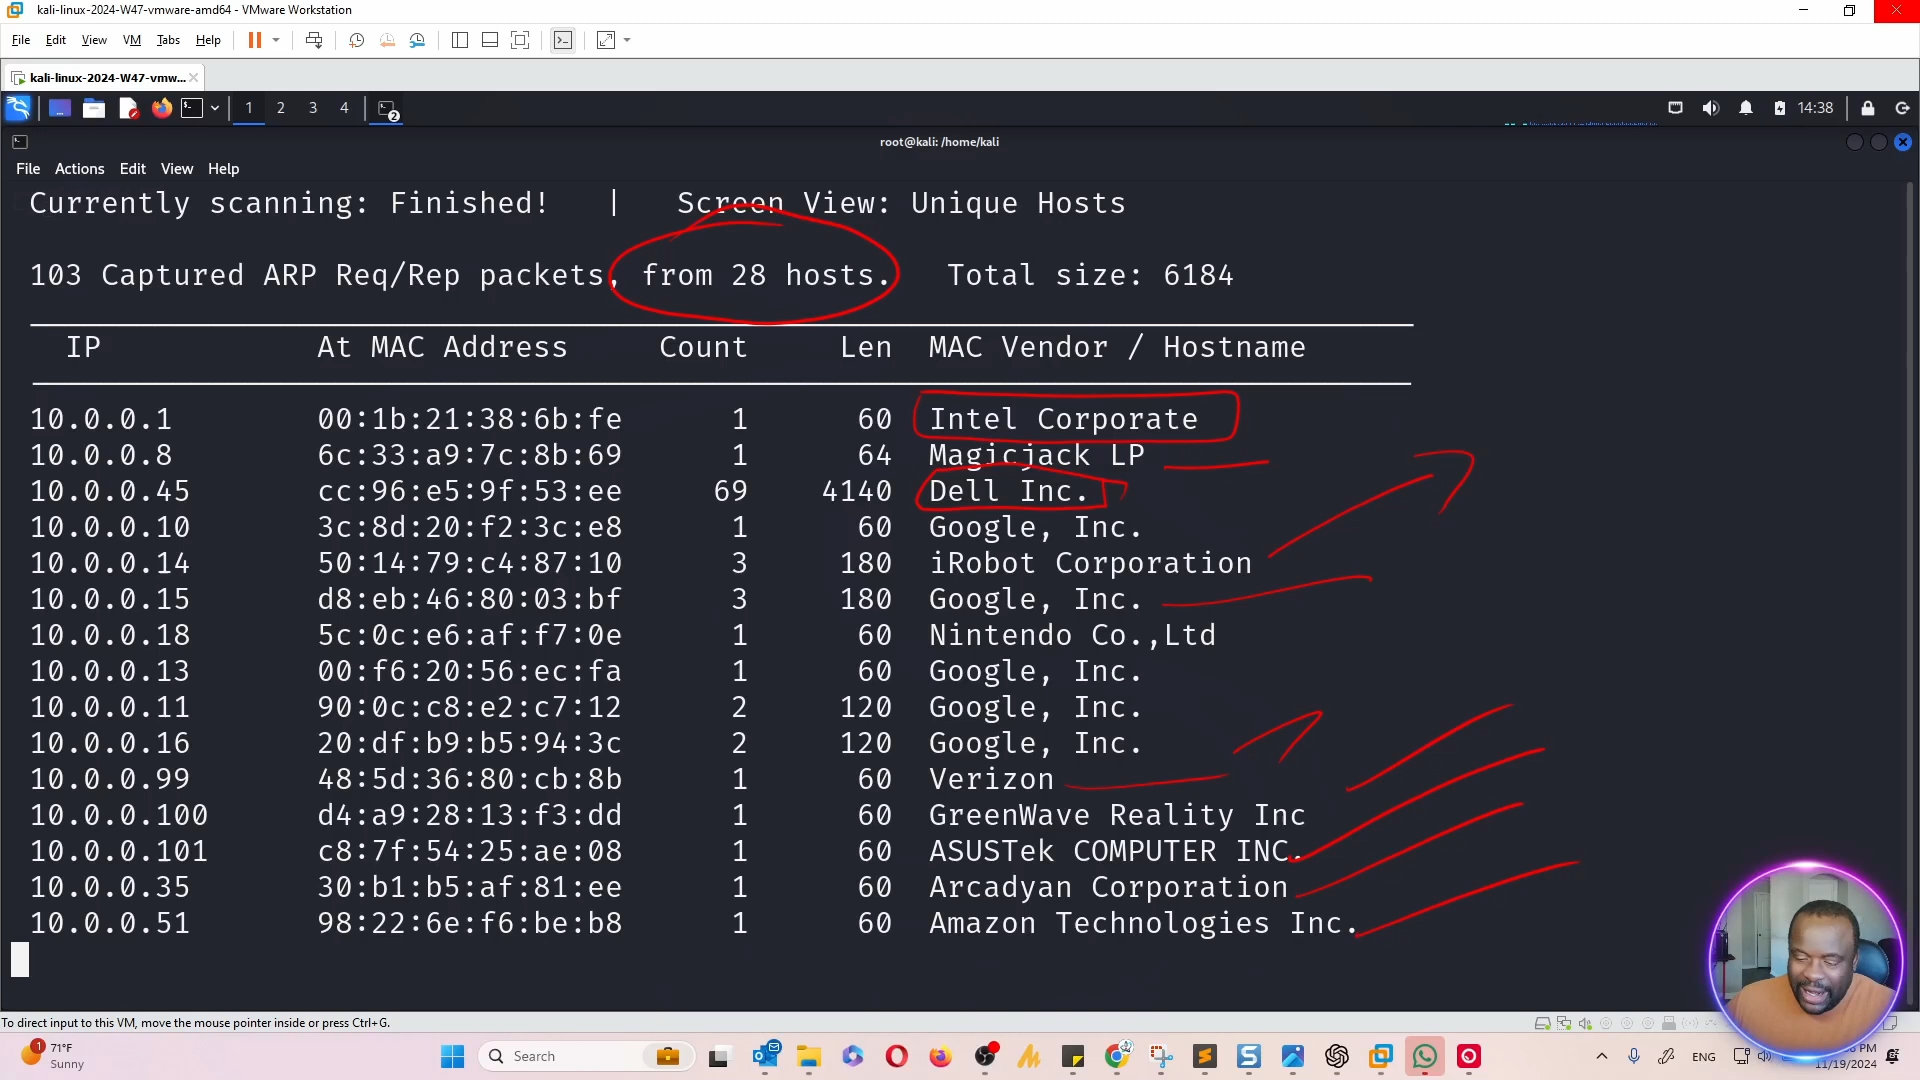 kali-linux-2024-W47-vmware-amd64 - VMware Workstation
File Edit View VM Tabs Help
kali-linux-2024-W47-vmw...
1 2 3 4 2 14:38
root@kali: /home/kali
File Actions Edit View Help
Currently scanning: Finished! | Screen View: Unique Hosts
103 Captured ARP Req/Rep packets, from 28 hosts. Total size: 6184
IP At MAC Address Count Len MAC Vendor / Hostname
10.0.0.1 00:1b:21:38:6b:fe 1 60 Intel Corporate
10.0.0.8 6c:33:a9:7c:8b:69 1 64 Magicjack LP
10.0.0.45 cc:96:e5:9f:53:ee 69 4140 Dell Inc.
10.0.0.10 3c:8d:20:f2:3c:e8 1 60 Google, Inc.
10.0.0.14 50:14:79:c4:87:10 3 180 iRobot Corporation
10.0.0.15 d8:eb:46:80:03:bf 3 180 Google, Inc.
10.0.0.18 5c:0c:e6:af:f7:0e 1 60 Nintendo Co.,Ltd
10.0.0.13 00:f6:20:56:ec:fa 1 60 Google, Inc.
10.0.0.11 90:0c:c8:e2:c7:12 2 120 Google, Inc.
10.0.0.16 20:df:b9:b5:94:3c 2 120 Google, Inc.
10.0.0.99 48:5d:36:80:cb:8b 1 60 Verizon
10.0.0.100 d4:a9:28:13:f3:dd 1 60 GreenWave Reality Inc
10.0.0.101 c8:7f:54:25:ae:08 1 60 ASUSTek COMPUTER INC.
10.0.0.35 30:b1:b5:af:81:ee 1 60 Arcadyan Corporation
10.0.0.51 98:22:6e:f6:be:b8 1 60 Amazon Technologies Inc.
To direct input to this VM, move the mouse pointer inside or press Ctrl+G.
1 71°F
Sunny
Search
ENG
PM
11/19/2024